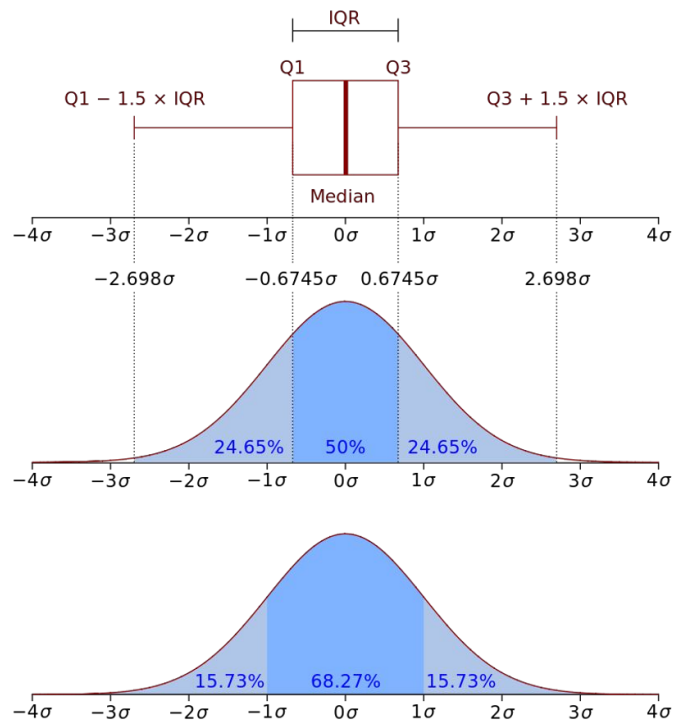 IQR
Q1 Q3
Q1 − 1.5 × IQR Q3 + 1.5 × IQR
Median
−4σ −3σ −2σ −1σ 0σ 1σ 2σ 3σ 4σ
−2.698σ −0.6745σ 0.6745σ 2.698σ
24.65% 50% 24.65%
−4σ −3σ −2σ −1σ 0σ 1σ 2σ 3σ 4σ
15.73% 68.27% 15.73%
−4σ −3σ −2σ −1σ 0σ 1σ 2σ 3σ 4σ